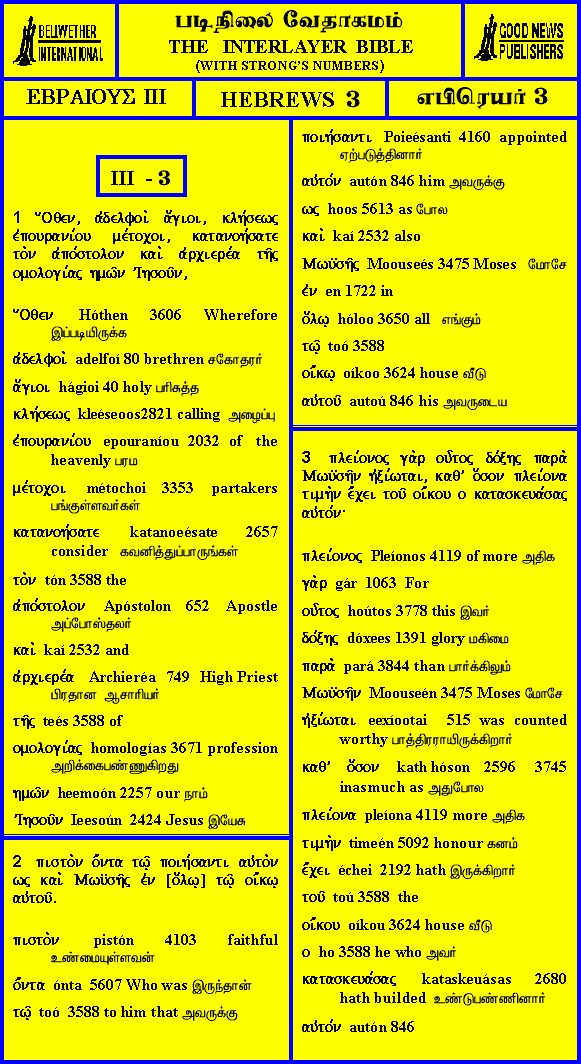 BELLWETHER
INTERNATIONAL
படிநிலை வேதாகமம்
THE INTERLAYER BIBLE
(WITH STRONG'S NUMBERS)
GOOD NEWS
PUBLISHERS
ΕΒΡΑΙΟΥΣ III
HEBREWS 3
எபிரெயர் 3
III - 3
1 Ὅθεν, ἀδελφοὶ ἅγιοι, κλήσεως
ἐπουρανίου μέτοχοι, κατανοήσατε
τὸν ἀπόστολον καὶ ἀρχιερέα τῆς
ομολογίας ημῶν Ἰησοῦν,
Ὅθεν Hóthen 3606 Wherefore
இப்படியிருக்க
ἀδελφοὶ adelfoí 80 brethren சகோதரர்
ἅγιοι hágioi 40 holy பரிசுத்த
κλήσεως kleéseoos2821 calling அழைப்பு
ἐπουρανίου epouraníou 2032 of the
heavenly பரம
μέτοχοι métochoi 3353 partakers
பங்குள்ளவர்கள்
κατανοήσατε katanoeésate 2657
consider கவனித்துப்பாருங்கள்
τὸν tón 3588 the
ἀπόστολον Apóstolon 652 Apostle
அப்போஸ்தலர்
καὶ kaí 2532 and
ἀρχιερέα Archieréa 749 High Priest
பிரதான ஆசாரியர்
τῆς teés 3588 of
ομολογίας homologías 3671 profession
அறிக்கைபண்ணுகிறது
ημῶν heemoón 2257 our நாம்
Ἰησοῦν Ieesoún 2424 Jesus இயேசு
2 πιστὸν ὄντα τῷ ποιήσαντι αὐτὸν
ως καὶ Μωϋσῆς ἐν [ὅλῳ] τῷ οἴκῳ
αὐτοῦ.
πιστὸν pistón 4103 faithful
உண்மையுள்ளவன்
ὄντα ónta 5607 Who was இருந்தான்
τῷ toó 3588 to him that அவருக்கு
ποιήσαντι Poieésanti 4160 appointed
ஏற்படுத்தினார்
αὐτόν autón 846 him அவருக்கு
ως hoos 5613 as போல
καὶ kaí 2532 also
Μωϋσῆς Moouseés 3475 Moses மோசே
ἐν en 1722 in
ὅλῳ hóloo 3650 all எங்கும்
τῷ toó 3588
οἴκῳ oíkoo 3624 house வீடு
αὐτοῦ autoú 846 his அவருடைய
3 πλείονος γὰρ οὗτος δόξης παρὰ
Μωϋσῆν ἠξίωται, καθ' ὅσον πλείονα
τιμὴν ἔχει τοῦ οἴκου ο κατασκευάσας
αὐτόν·
πλείονος Pleíonos 4119 of more அதிக
γὰρ gár 1063 For
οὗτος hoútos 3778 this இவர்
δόξης dóxees 1391 glory மகிமை
παρὰ pará 3844 than பார்க்கிலும்
Μωϋσῆν Moouseén 3475 Moses மோசே
ἠξίωται eexíootai 515 was counted
worthy பாத்திரராயிருக்கிறார்
καθ' ὅσον kath hóson 2596 3745
inasmuch as அதுபோல
πλείονα pleíona 4119 more அதிக
τιμὴν timeén 5092 honour கனம்
ἔχει échei 2192 hath இருக்கிறார்
τοῦ toú 3588 the
οἴκου oíkou 3624 house வீடு
ο ho 3588 he who அவர்
κατασκευάσας kataskeuásas 2680
hath builded உண்டுபண்ணினார்
αὐτόν autón 846